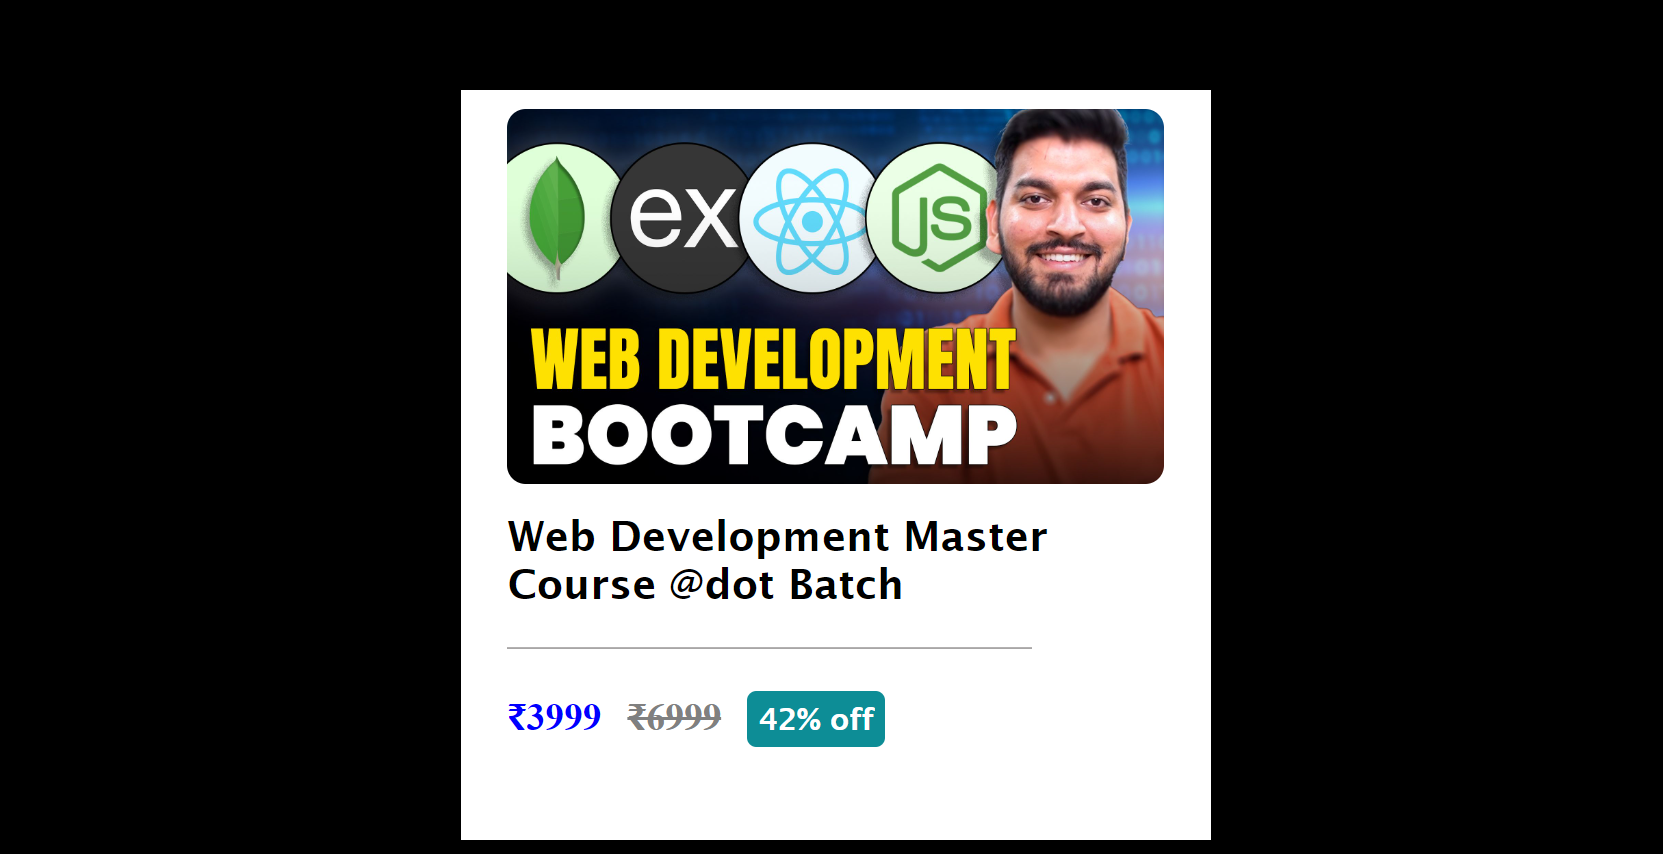 ex
JS
WEB DEVELOPMENT
BOOTCAMP
Web Development Master
Course @dot Batch
₹3999 ₹6999 42% off